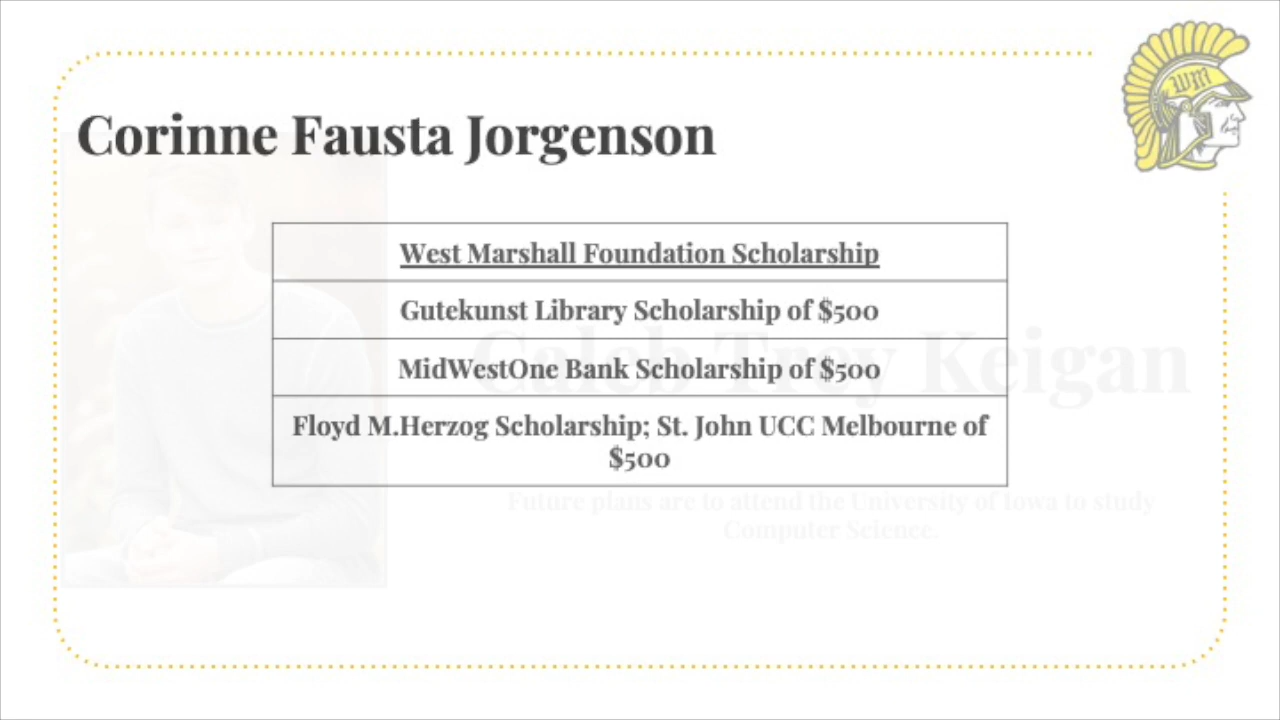 WM
Corinne Fausta Jorgenson
West Marshall Foundation Scholarship
Gutekunst Library Scholarship of $500
Caleb Troy Keigan
MidWestOne Bank Scholarship of $500
Floyd M.Herzog Scholarship; St. John UCC Melbourne of
$500
Future plans are to attend the University of Iowa to study
Computer Science.